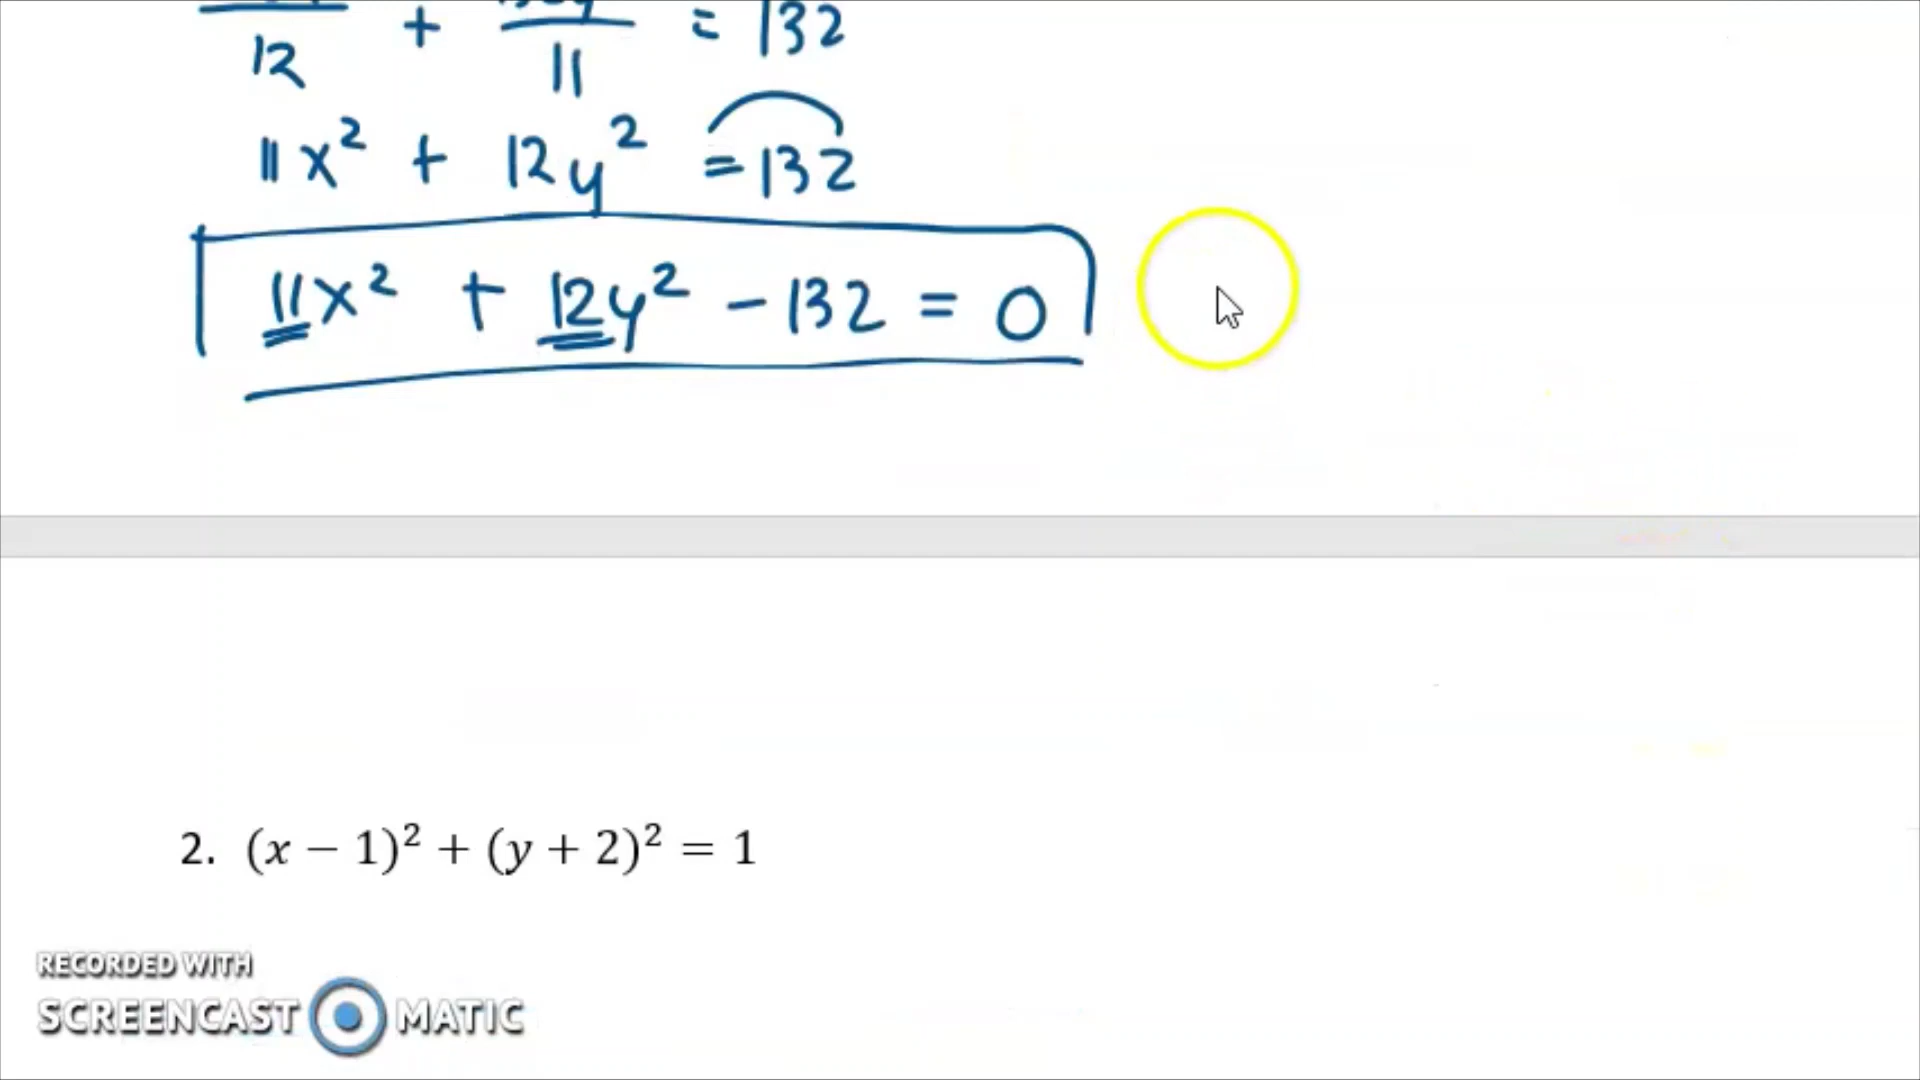 12 + 11 = 132
11x² + 12y² = 132
11x² + 12y² - 132 = 0
2. (x − 1)² + (y + 2)² = 1
RECORDED WITH
SCREENCAST MATIC